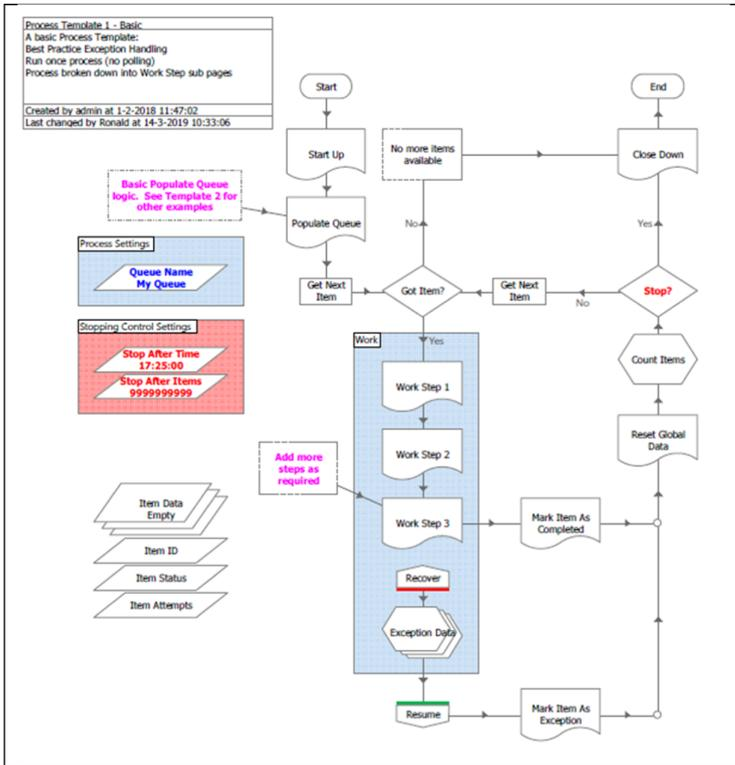 Process Template 1 - Basic
A basic Process Template:
Best Practice Exception Handling
Run once process (no polling)
Process broken down into Work Step sub pages
Created by admin at 1-2-2018 11:47:02
Last changed by Ronald at 14-3-2019 10:33:06
Start
End
Start Up
No more items
available
Close Down
Basic Populate Queue
logic. See Template 2 for
other examples
Populate Queue
No
Yes
Process Settings
Queue Name
My Queue
Get Next
Item
Got Item?
Get Next
Item
No
Stop?
Stopping Control Settings
Stop After Time
17:25:00
Stop After Items
9999999999
Work
Yes
Count Items
Work Step 1
Reset Global
Data
Work Step 2
Add more
steps as
required
Work Step 3
Mark Item As
Completed
Item Data
Empty
Item ID
Item Status
Item Attempts
Recover
Exception Data
Resume
Mark Item As
Exception